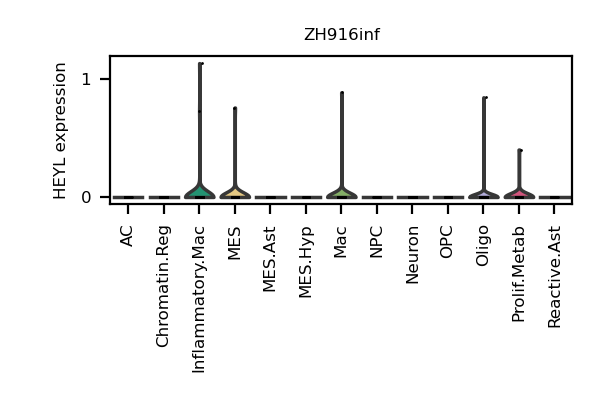 ZH916inf
HEYL expression
1
0
AC
Chromatin.Reg
Inflammatory.Mac
MES
MES.Ast
MES.Hyp
Mac
NPC
Neuron
OPC
Oligo
Prolif.Metab
Reactive.Ast